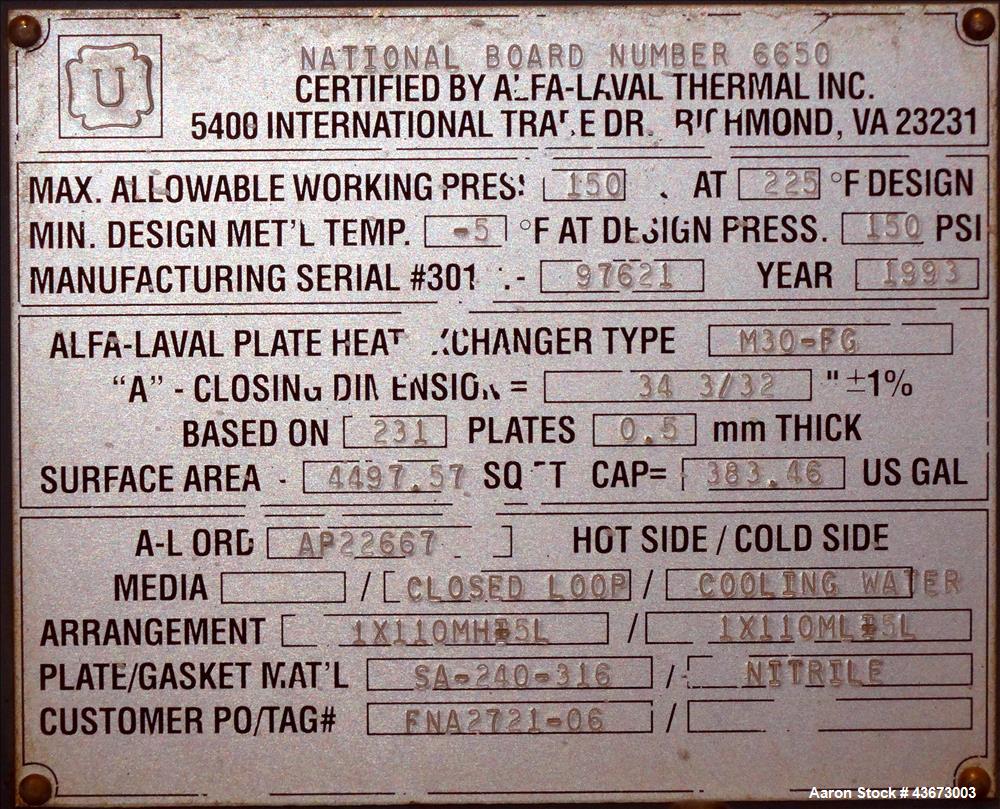 U
NATIONAL BOARD NUMBER 6650
CERTIFIED BY ALFA-LAVAL THERMAL INC.
5400 INTERNATIONAL TRADE DR. RICHMOND, VA 23231
MAX. ALLOWABLE WORKING PRESS 150 AT 225 °F DESIGN
MIN. DESIGN MET'L TEMP. -5 °F AT DESIGN PRESS. 150 PSI
MANUFACTURING SERIAL #301 - 97621 YEAR 1993
ALFA-LAVAL PLATE HEAT XCHANGER TYPE M30-FG
“A” - CLOSING DIMENSION = 34 3/32 " ±1%
BASED ON 231 PLATES 0.5 mm THICK
SURFACE AREA - 4497.57 SQ FT CAP= 383.46 US GAL
A-L ORD AP22667 HOT SIDE / COLD SIDE
MEDIA / CLOSED LOOP / COOLING WATER
ARRANGEMENT /
PLATE/GASKET MAT'L SA-240-316 / NITRILE
CUSTOMER PO/TAG# FNA2721-06 /
Aaron Stock # 43673003